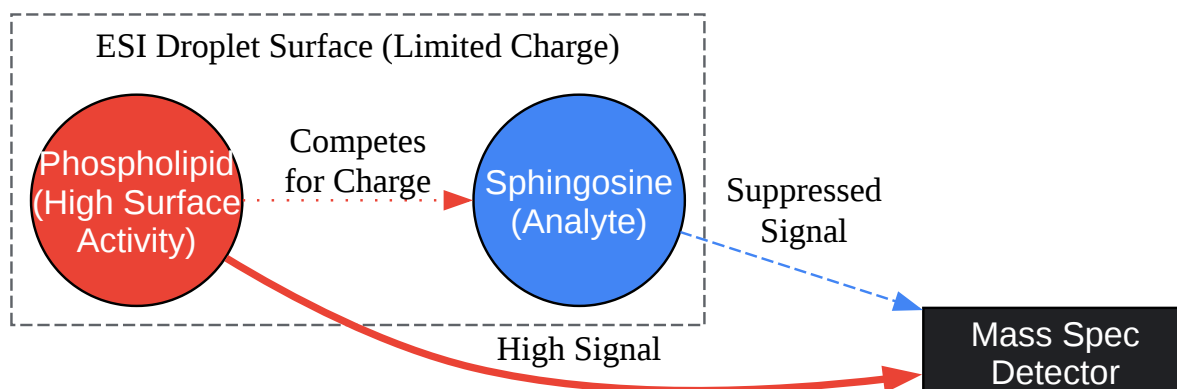 ESI Droplet Surface (Limited Charge)
Phospholipid
(High Surface
Activity)
Competes
for Charge
Sphingosine
(Analyte)
Suppressed
Signal
High Signal
Mass Spec
Detector